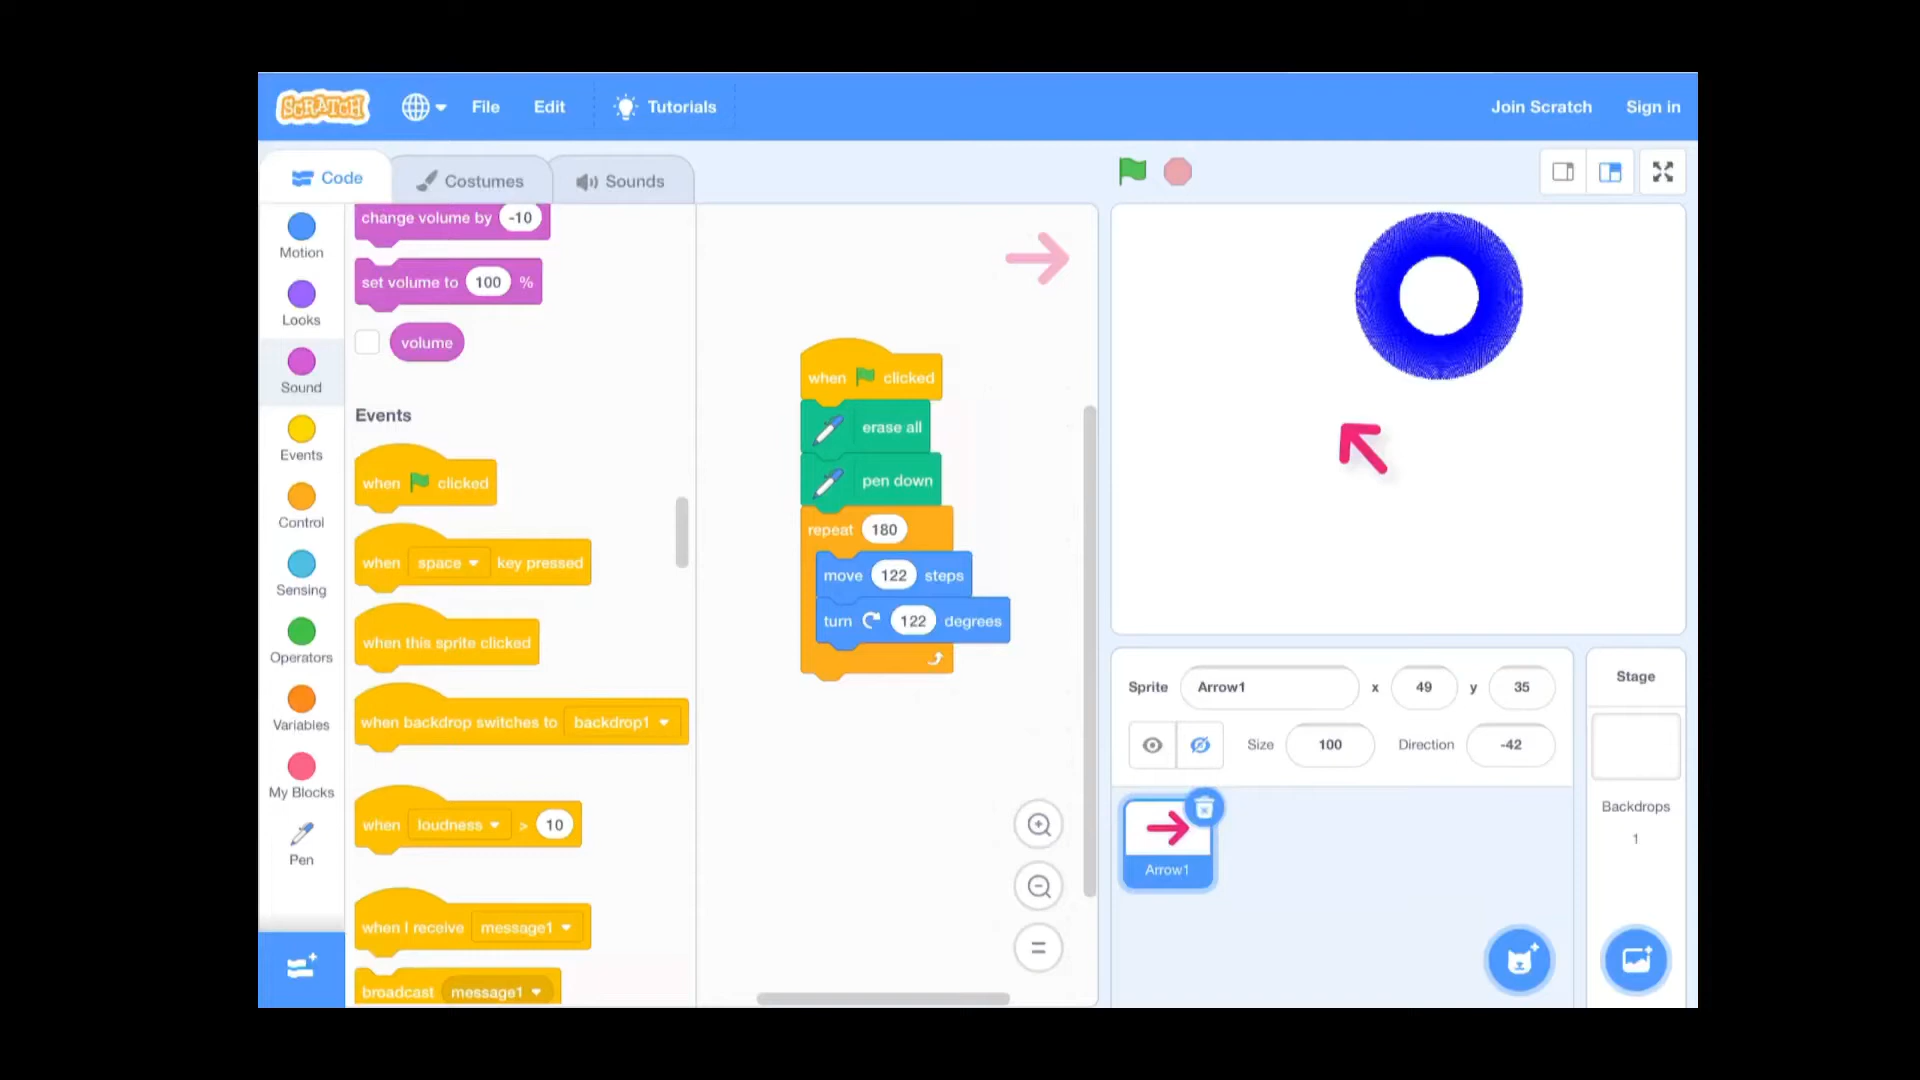 SCRATCH File Edit Tutorials Join Scratch Sign in
Code Costumes Sounds
Motion
Looks
Sound
Events
Control
Sensing
Operators
Variables
My Blocks
Pen
change volume by -10
set volume to 100 %
volume
Events
when clicked
when space key pressed
when this sprite clicked
when backdrop switches to backdrop1
when loudness > 10
when I receive message1
broadcast message1
when clicked
erase all
pen down
repeat 180
move 122 steps
turn 122 degrees
Sprite Arrow1 x 49 y 35
Size 100 Direction -42
Arrow1
Stage
Backdrops
1